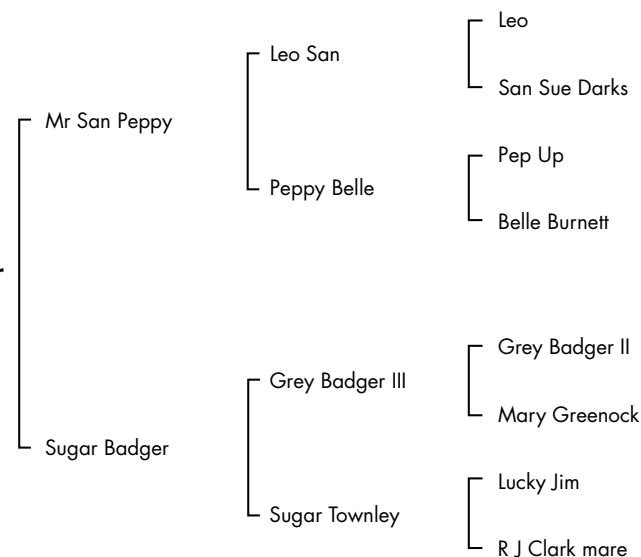 Leo
Leo San
San Sue Darks
Mr San Peppy
Pep Up
Peppy Belle
Belle Burnett
Grey Badger II
Grey Badger III
Mary Greenock
Sugar Badger
Lucky Jim
Sugar Townley
R J Clark mare